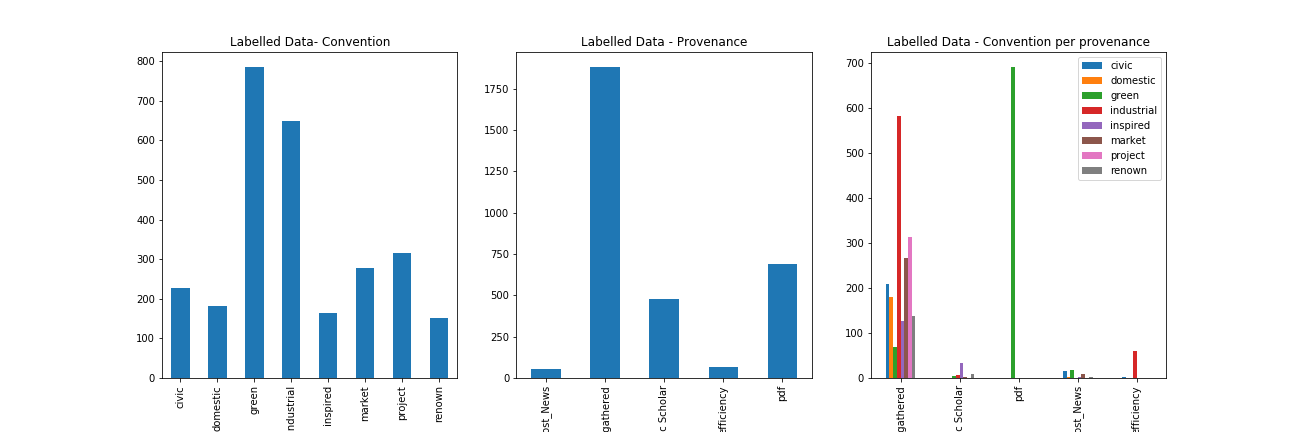 Labelled Data- Convention
800
700
600
500
400
300
200
100
0
civic
domestic
green
ndustrial
inspired
market
project
renown
Labelled Data - Provenance
1750
1500
1250
1000
750
500
250
0
ost_News
gathered
c Scholar
efficiency
pdf
Labelled Data - Convention per provenance
700
600
500
400
300
200
100
0
civic
domestic
green
industrial
inspired
market
project
renown
gathered
c Scholar
pdf
ost_News
efficiency